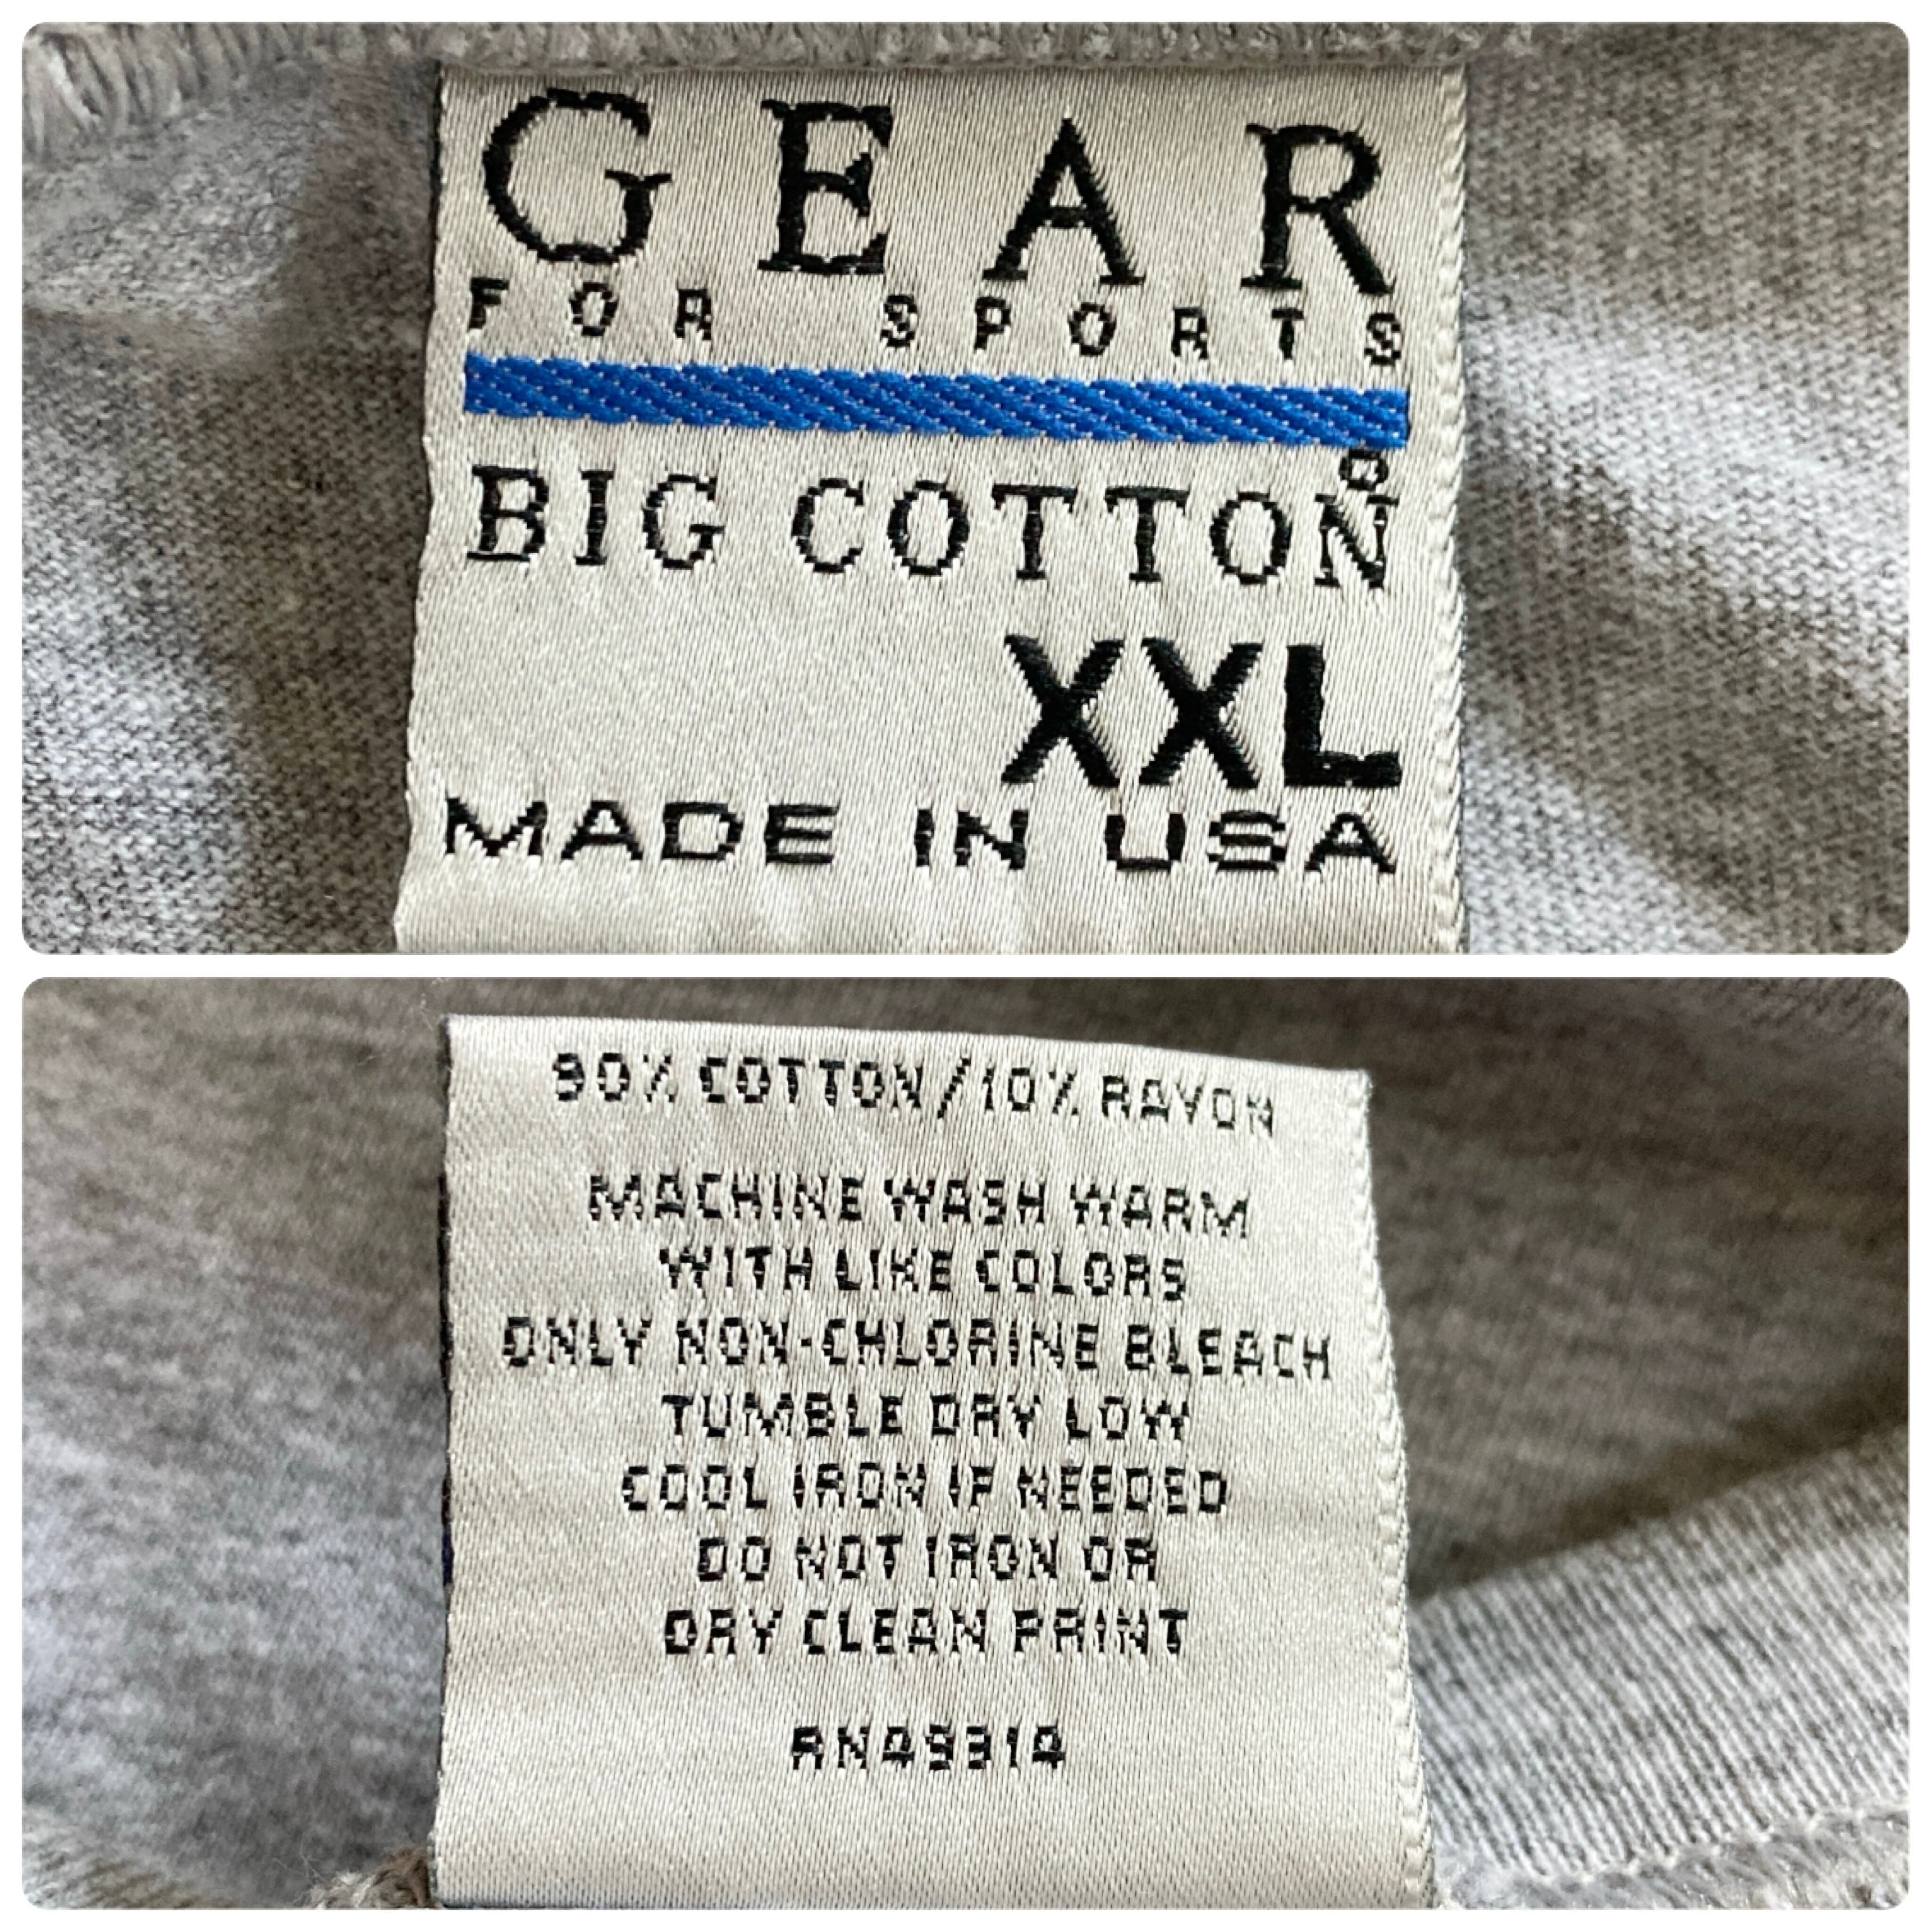 GEAR
FOR SPORTS
BIG COTTON®
XXL
MADE IN USA
90% COTTON/10% RAYON
MACHINE WASH WARM
WITH LIKE COLORS
ONLY NON-CHLORINE BLEACH
TUMBLE DRY LOW
COOL IRON IF NEEDED
DO NOT IRON OR
DRY CLEAN PRINT
RN49314